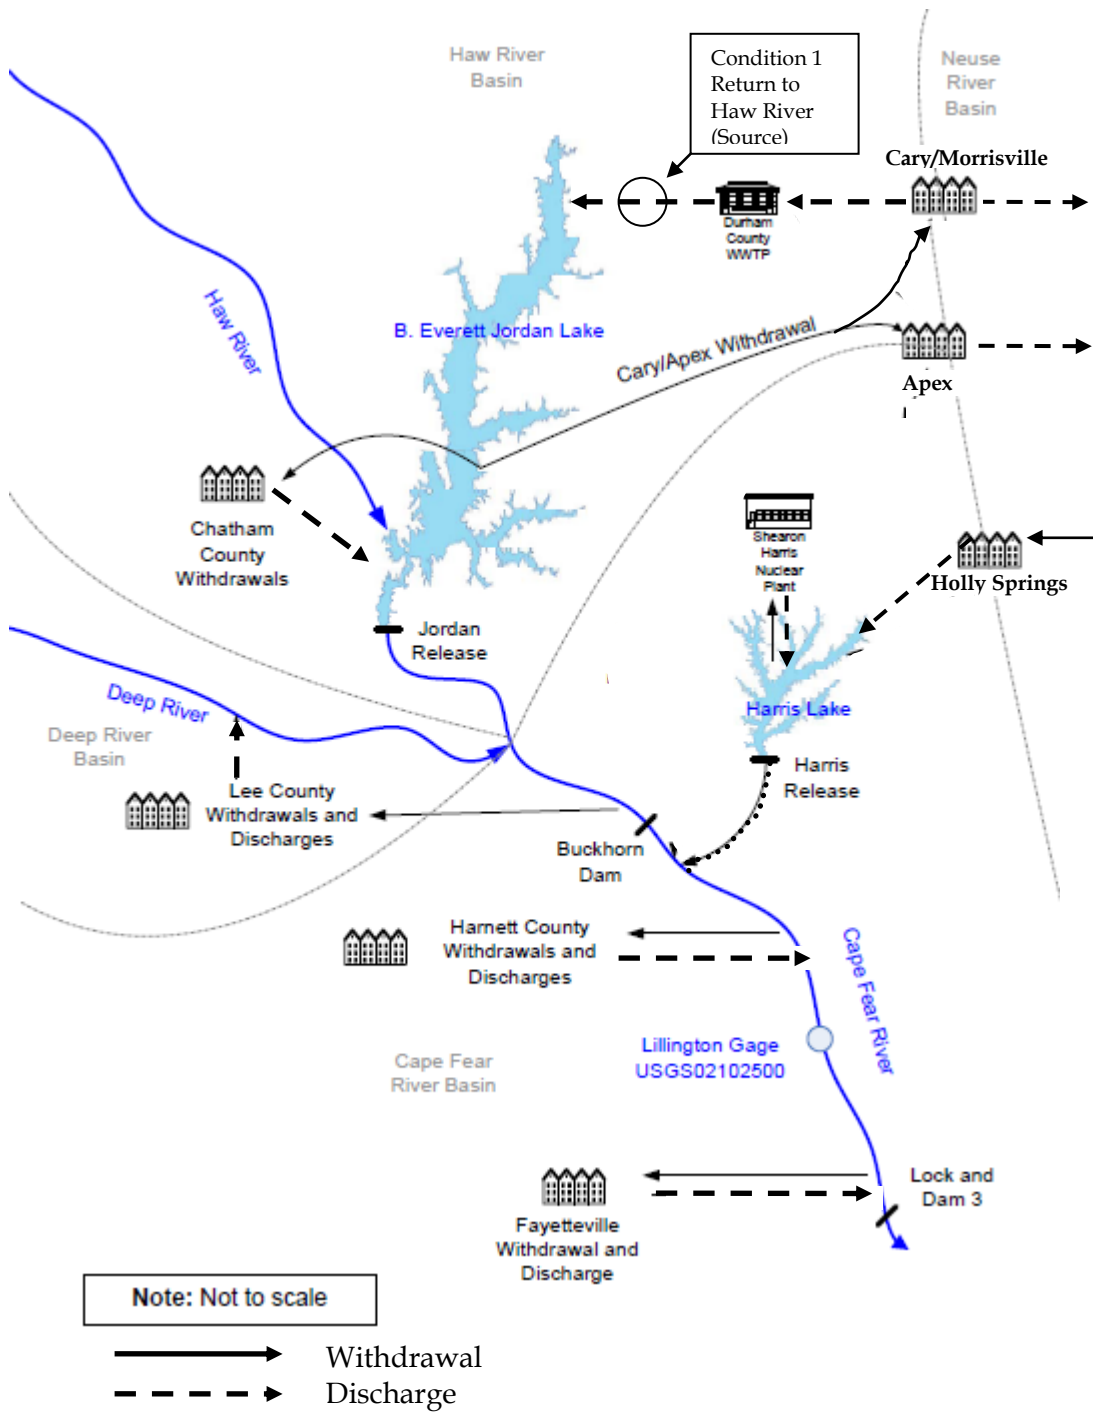 Haw River
Basin
Condition 1
Return to
Haw River
(Source)
Neuse
River
Basin
Cary/Morrisville
Durham
County
WWTP
Haw River
B. Everett Jordan Lake
Cary/Apex Withdrawal
Apex
Chatham
County
Withdrawals
Shearon
Harris
Nuclear
Plant
Holly Springs
Jordan
Release
Deep River
Deep River
Basin
Harris Lake
Harris
Release
Lee County
Withdrawals and
Discharges
Buckhorn
Dam
Harnett County
Withdrawals and
Discharges
Cape Fear River
Lillington Gage
USGS02102500
Cape Fear
River Basin
Lock and
Dam 3
Fayetteville
Withdrawal and
Discharge
Note: Not to scale
Withdrawal
Discharge